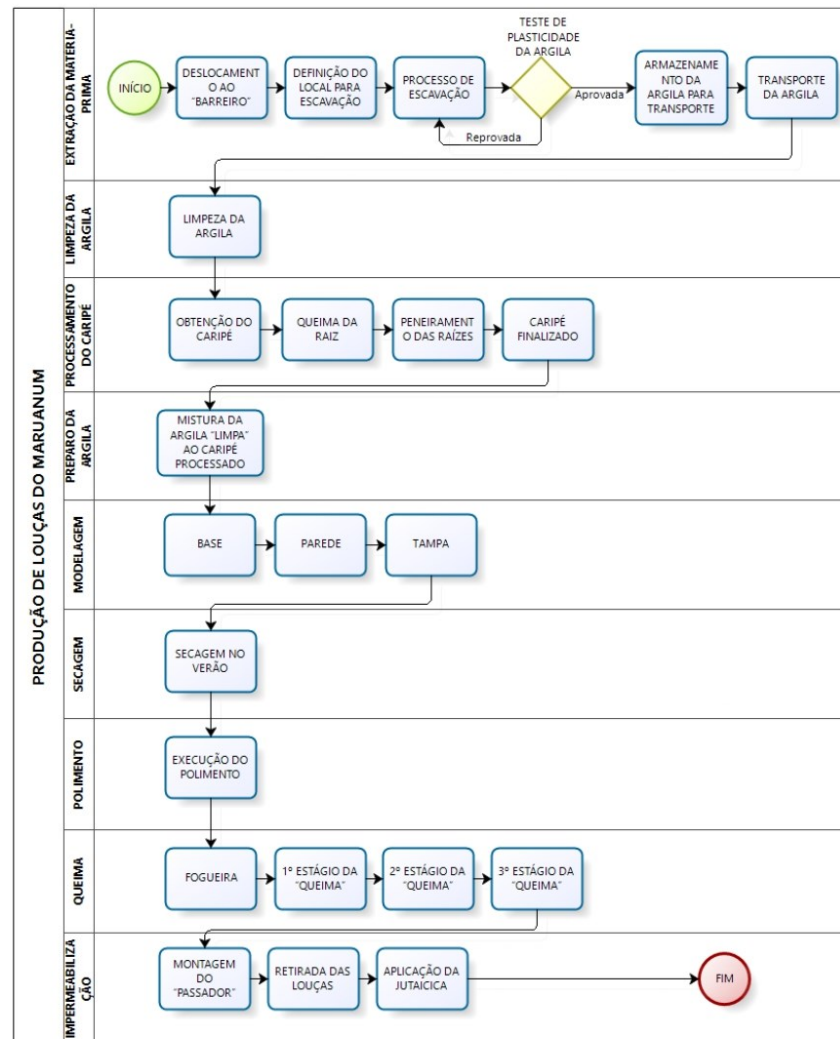 PRODUÇÃO DE LOUÇAS DO MARUANUM
EXTRAÇÃO DA MATERIA-
PRIMA
INÍCIO
DESLOCAMENT
O AO
"BARREIRO"
DEFINIÇÃO DO
LOCAL PARA
ESCAVAÇÃO
PROCESSO DE
ESCAVAÇÃO
TESTE DE
PLASTICIDADE
DA ARGILA
Aprovada
Reprovada
ARMAZENAME
NTO DA
ARGILA PARA
TRANSPORTE
TRANSPORTE
DA ARGILA
LIMPEZA DA
ARGILA
LIMPEZA DA
ARGILA
PROCESSAMENTO
DO CARIPÉ
OBTENÇÃO DO
CARIPÉ
QUEIMA DA
RAIZ
PENEIRAMENT
O DAS RAÍZES
CARIPÉ
FINALIZADO
PREPARO DA
ARGILA
MISTURA DA
ARGILA "LIMPA"
AO CARIPÉ
PROCESSADO
MODELAGEM
BASE
PAREDE
TAMPA
SECAGEM
SECAGEM NO
VERÃO
POLIMENTO
EXECUÇÃO DO
POLIMENTO
QUEIMA
FOGUEIRA
1º ESTÁGIO DA
"QUEIMA"
2º ESTÁGIO DA
"QUEIMA"
3º ESTÁGIO DA
"QUEIMA"
IMPERMEABILIZA
ÇÃO
MONTAGEM
DO
"PASSADOR"
RETIRADA DAS
LOUÇAS
APLICAÇÃO DA
JUTAICICA
FIM